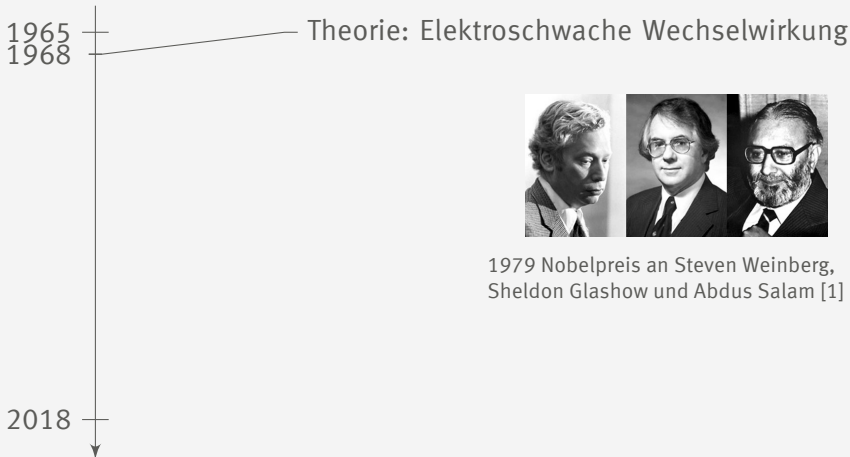 1965
Theorie: Elektroschwache Wechselwirkung
1968
1979 Nobelpreis an Steven Weinberg,
Sheldon Glashow und Abdus Salam [1]
2018